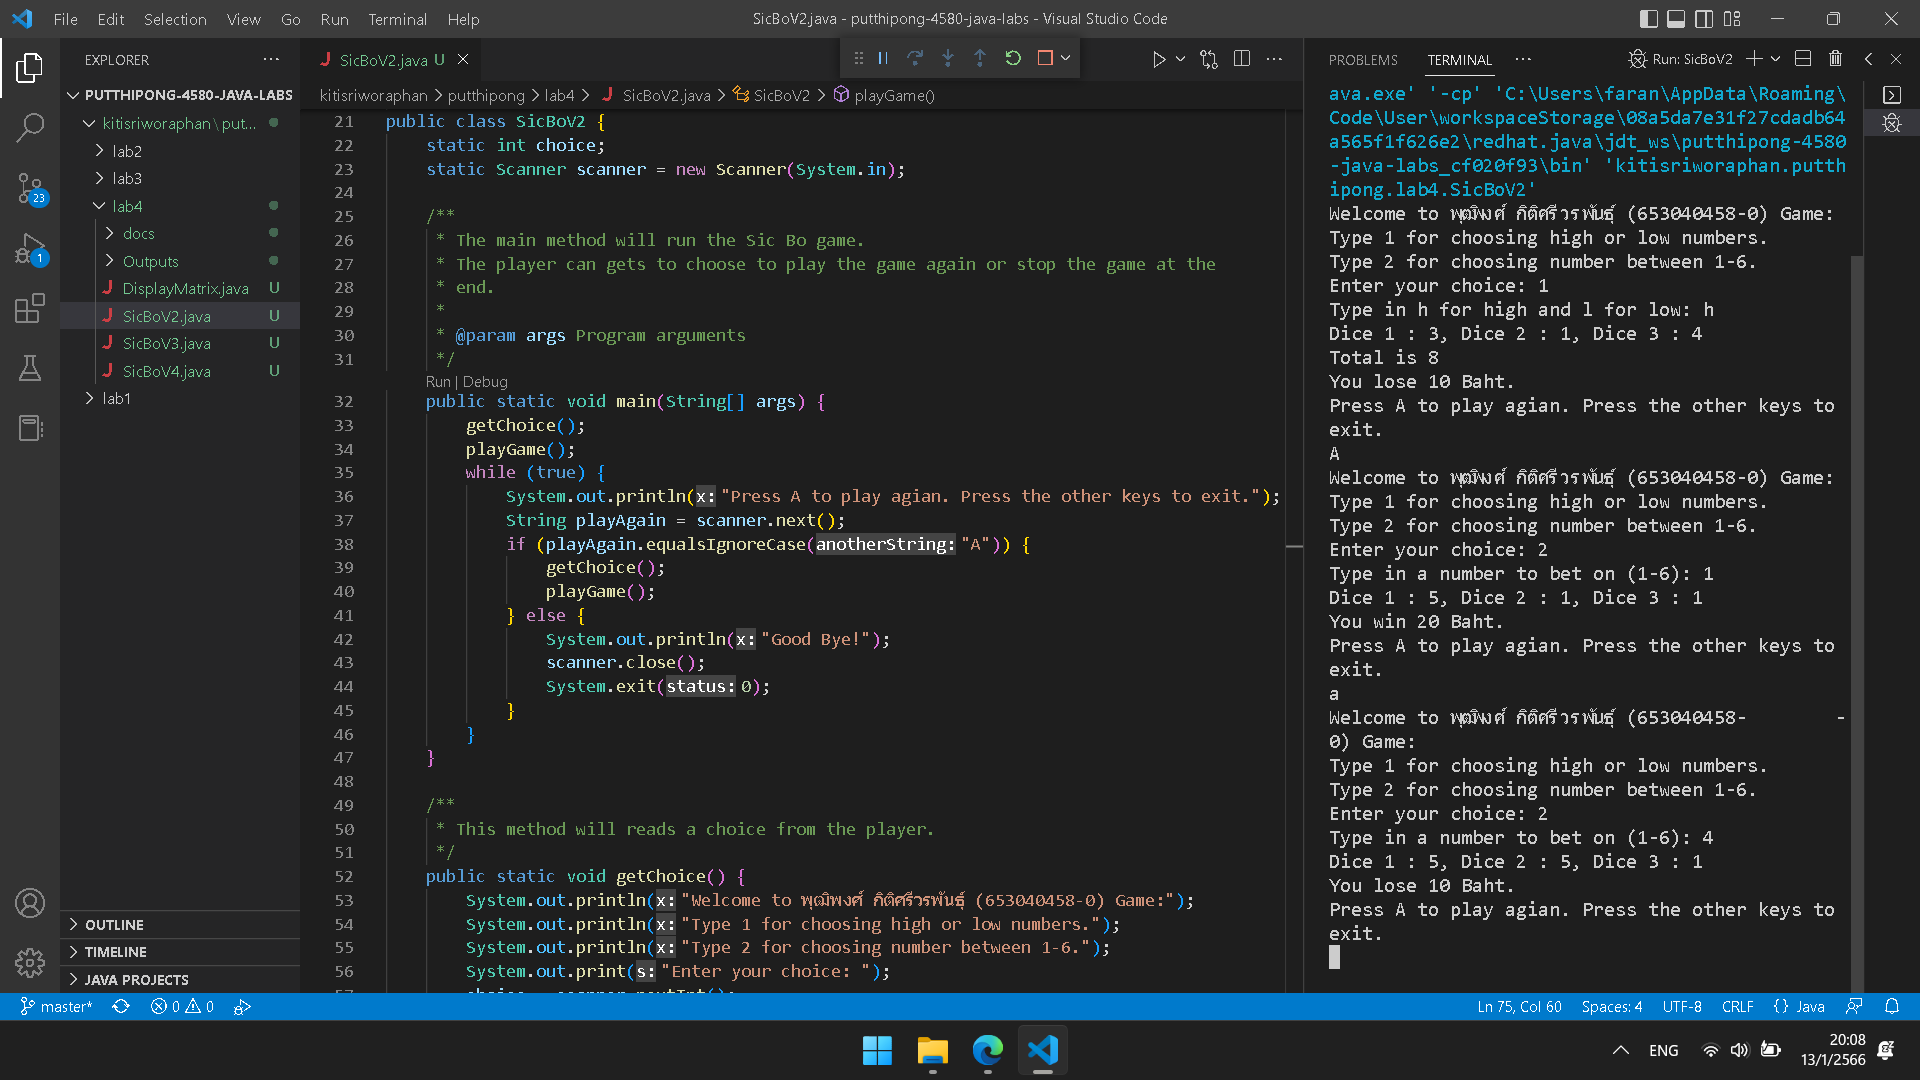 File Edit Selection View Go Run Terminal Help
SicBoV2.java - putthipong-4580-java-labs - Visual Studio Code
EXPLORER
PUTTHIPONG-4580-JAVA-LABS
kitisriworaphan \ put...
lab2
lab3
lab4
docs
Outputs
DisplayMatrix.java U
SicBoV2.java U
SicBoV3.java U
SicBoV4.java U
lab1
23
1
OUTLINE
TIMELINE
JAVA PROJECTS
SicBoV2.java U
kitisriworaphan > putthipong > lab4 > SicBoV2.java > SicBoV2 > playGame()
21 public class SicBoV2 {
22 static int choice;
23 static Scanner scanner = new Scanner(System.in);
24
25 /**
26 * The main method will run the Sic Bo game.
27 * The player can gets to choose to play the game again or stop the game at the
28 * end.
29 *
30 * @param args Program arguments
31 */
Run | Debug
32 public static void main(String[] args) {
33 getChoice();
34 playGame();
35 while (true) {
36 System.out.println(x: "Press A to play agian. Press the other keys to exit.");
37 String playAgain = scanner.next();
38 if (playAgain.equalsIgnoreCase(anotherString: "A")) {
39 getChoice();
40 playGame();
41 } else {
42 System.out.println(x: "Good Bye!");
43 scanner.close();
44 System.exit(status: 0);
45 }
46 }
47 }
48
49 /**
50 * This method will reads a choice from the player.
51 */
52 public static void getChoice() {
53 System.out.println(x: "Welcome to พุฒิพงศ์ กิติศรีวรพันธุ์ (653040458-0) Game:");
54 System.out.println(x: "Type 1 for choosing high or low numbers.");
55 System.out.println(x: "Type 2 for choosing number between 1-6.");
56 System.out.print(s: "Enter your choice: ");
57 choice = scanner.nextInt();
PROBLEMS TERMINAL
Run: SicBoV2
ava.exe' '-cp' 'C:\Users\faran\AppData\Roaming\
Code\User\workspaceStorage\08a5da7e31f27cdadb64
a565f1f626e2\redhat.java\jdt_ws\putthipong-4580
-java-labs_cf020f93\bin' 'kitisriworaphan.putth
ipong.lab4.SicBoV2'
Welcome to พุฒิพงศ์ กิติศรีวรพันธุ์ (653040458-0) Game:
Type 1 for choosing high or low numbers.
Type 2 for choosing number between 1-6.
Enter your choice: 1
Type in h for high and l for low: h
Dice 1 : 3, Dice 2 : 1, Dice 3 : 4
Total is 8
You lose 10 Baht.
Press A to play agian. Press the other keys to
exit.
A
Welcome to พุฒิพงศ์ กิติศรีวรพันธุ์ (653040458-0) Game:
Type 1 for choosing high or low numbers.
Type 2 for choosing number between 1-6.
Enter your choice: 2
Type in a number to bet on (1-6): 1
Dice 1 : 5, Dice 2 : 1, Dice 3 : 1
You win 20 Baht.
Press A to play agian. Press the other keys to
exit.
a
Welcome to พุฒิพงศ์ กิติศรีวรพันธุ์ (653040458- -
0) Game:
Type 1 for choosing high or low numbers.
Type 2 for choosing number between 1-6.
Enter your choice: 2
Type in a number to bet on (1-6): 4
Dice 1 : 5, Dice 2 : 5, Dice 3 : 1
You lose 10 Baht.
Press A to play agian. Press the other keys to
exit.
master* 0 0
Ln 75, Col 60 Spaces: 4 UTF-8 CRLF {} Java
ENG
20:08
13/1/2566